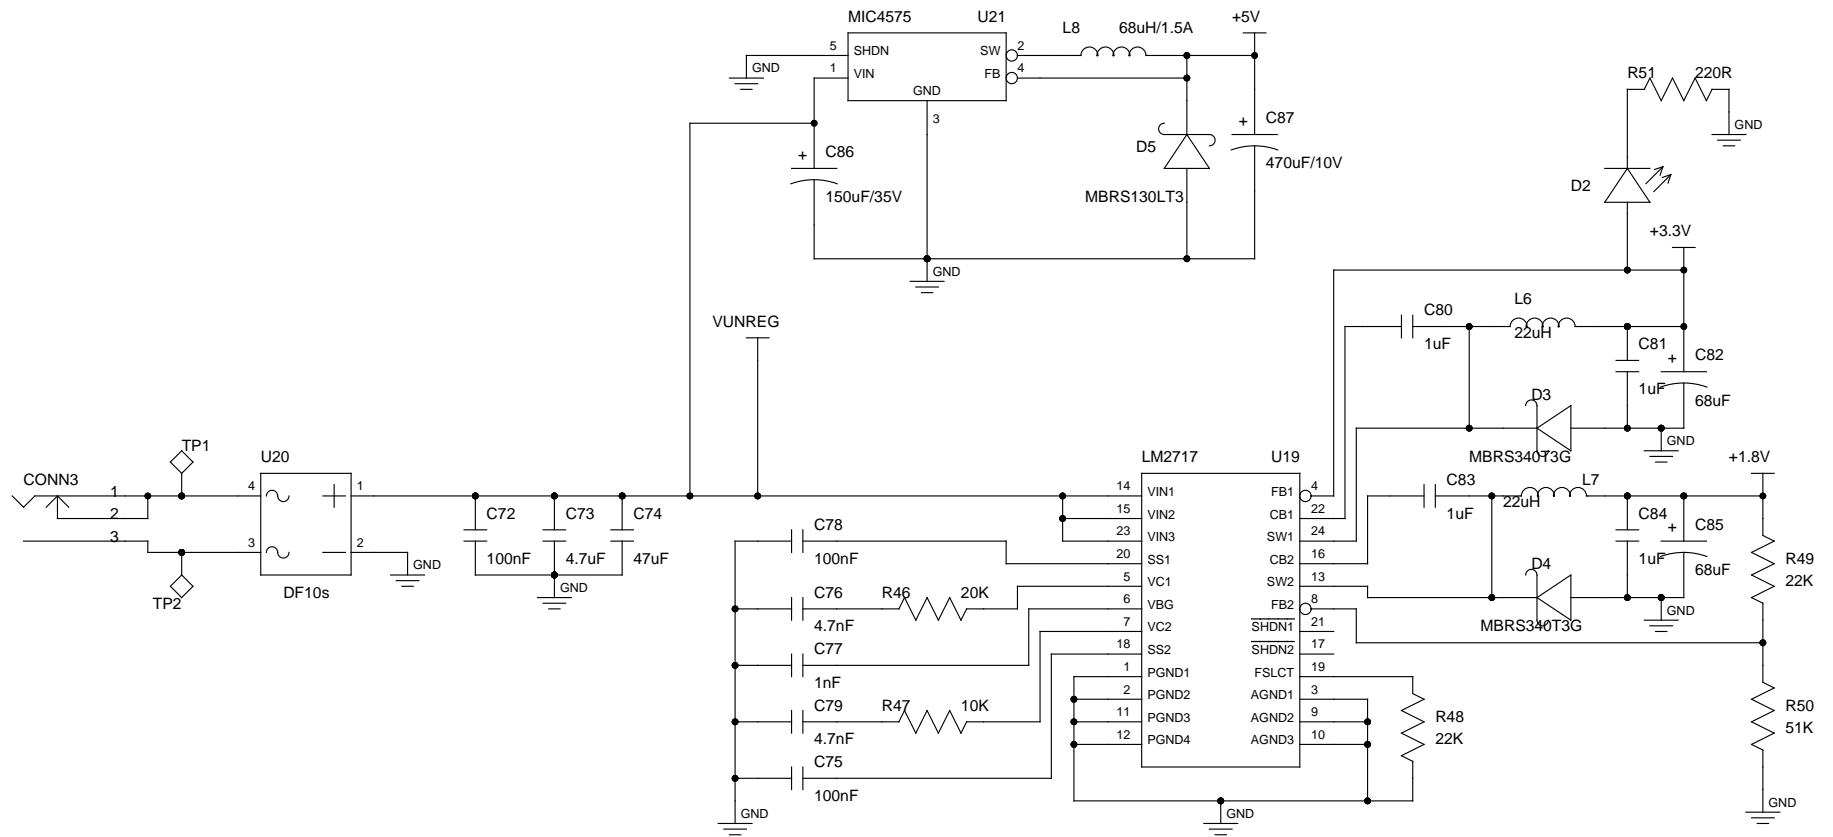 MIC4575 U21
5 SHDN
1 VIN
SW 2
FB 4
GND
3
GND
L8 68uH/1.5A
+5V
+ C86
150uF/35V
D5
MBRS130LT3
+ C87
470uF/10V
GND
R51 220R
GND
D2
+3.3V
VUNREG
C80
1uF
L6
22uH
C81
1uF
+ C82
68uF
D3
MBRS340T3G
GND
CONN3
1
2
3
TP1
TP2
U20
4
3
1
2
DF10s
GND
C72
100nF
C73
4.7uF
C74
47uF
GND
C78
100nF
C76
4.7nF
R46 20K
C77
1nF
C79
4.7nF
R47 10K
C75
100nF
GND
LM2717 U19
14 VIN1
15 VIN2
23 VIN3
20 SS1
5 VC1
6 VBG
7 VC2
18 SS2
1 PGND1
2 PGND2
11 PGND3
12 PGND4
FB1 4
CB1 22
SW1 24
CB2 16
SW2 13
FB2 8
SHDN1 21
SHDN2 17
FSLCT 19
AGND1 3
AGND2 9
AGND3 10
GND
R48
22K
C83
1uF
L7
22uH
+1.8V
C84
1uF
+ C85
68uF
D4
MBRS340T3G
GND
R49
22K
R50
51K
GND